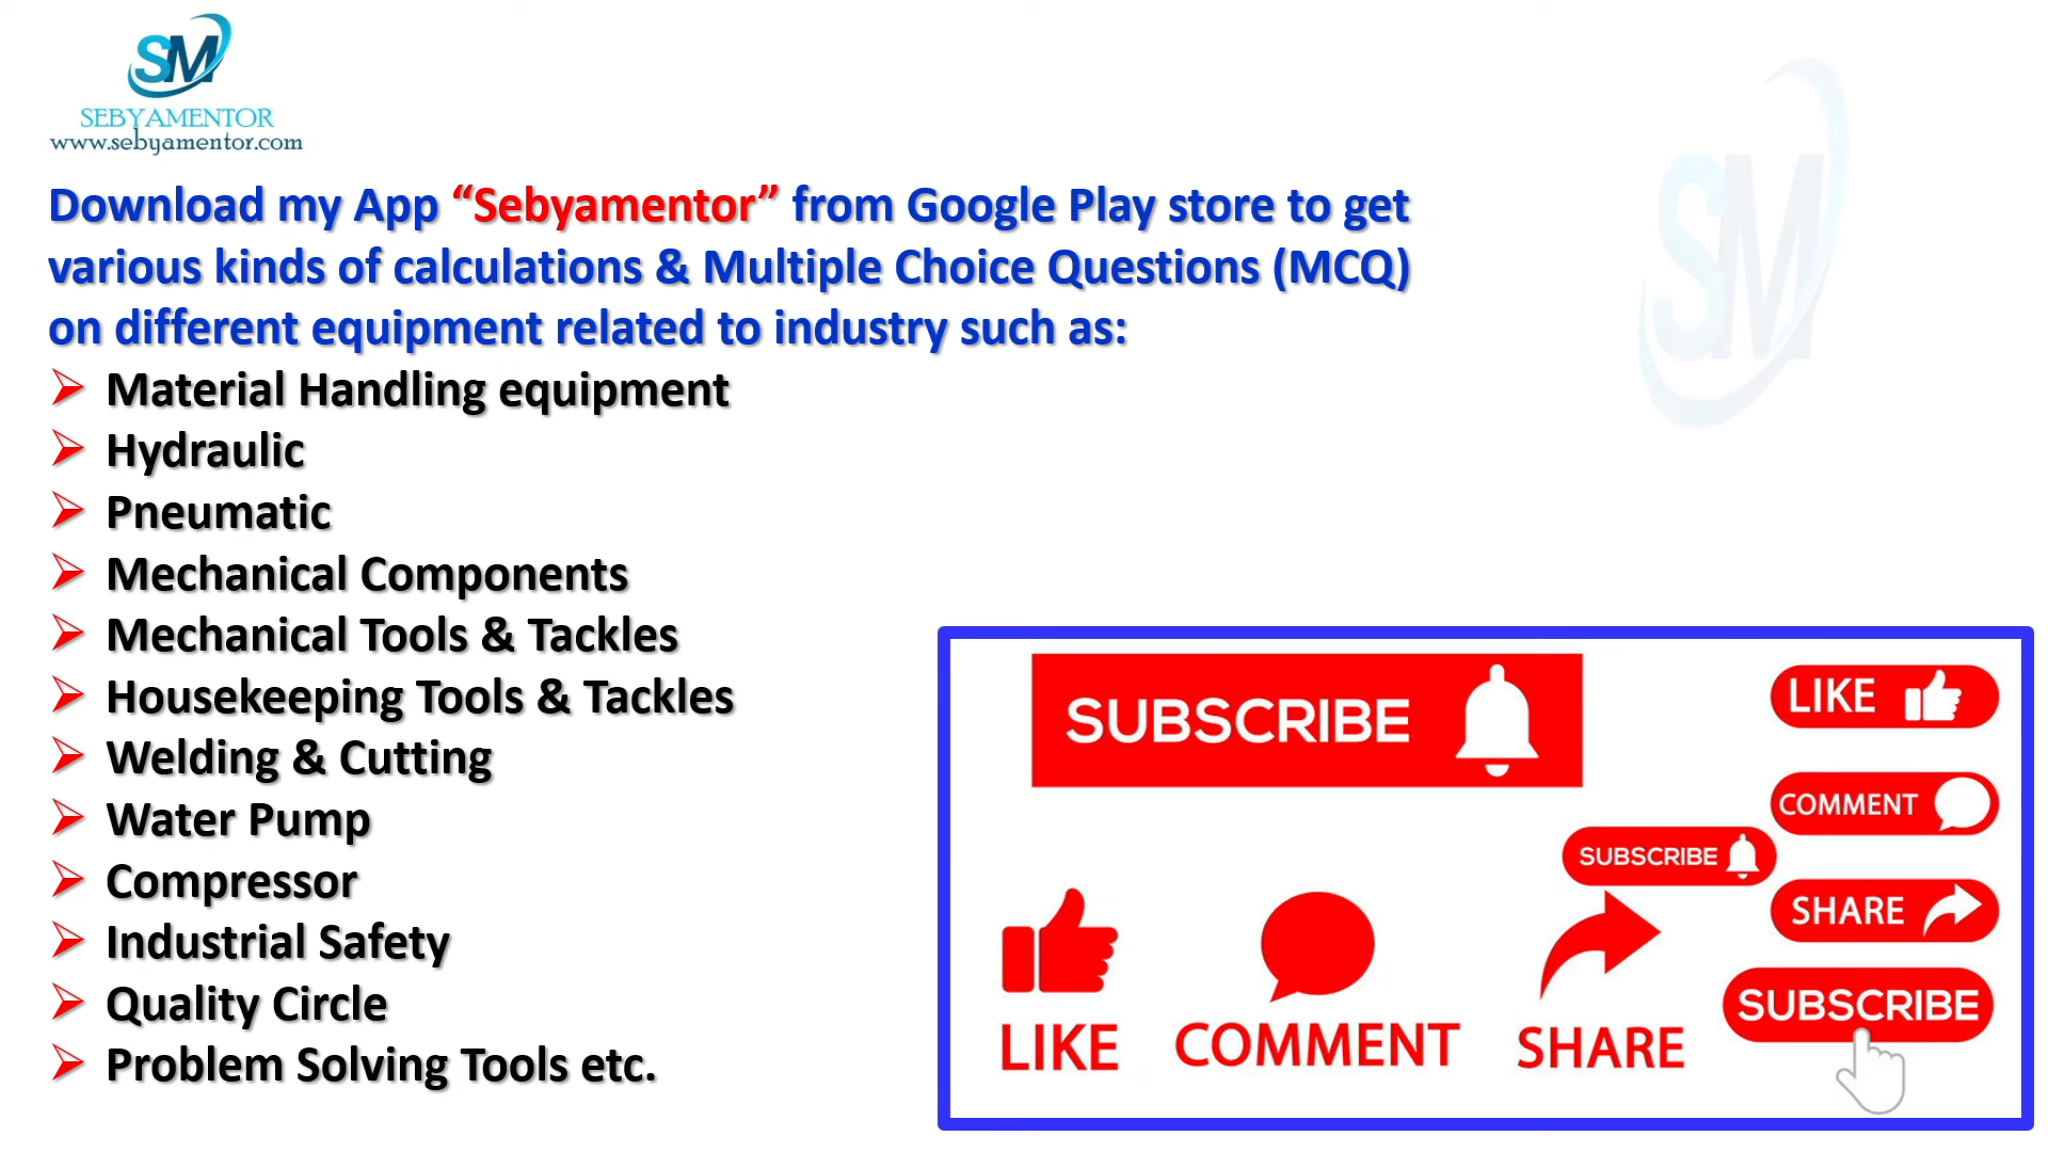 SM
SEBYAMENTOR
www.sebyamentor.com
Download my App “Sebyamentor” from Google Play store to get
various kinds of calculations & Multiple Choice Questions (MCQ)
on different equipment related to industry such as:
Material Handling equipment
Hydraulic
Pneumatic
Mechanical Components
Mechanical Tools & Tackles
Housekeeping Tools & Tackles
Welding & Cutting
Water Pump
Compressor
Industrial Safety
Quality Circle
Problem Solving Tools etc.
SM
SUBSCRIBE
LIKE
COMMENT
SUBSCRIBE
SHARE
SUBSCRIBE
LIKE
COMMENT
SHARE